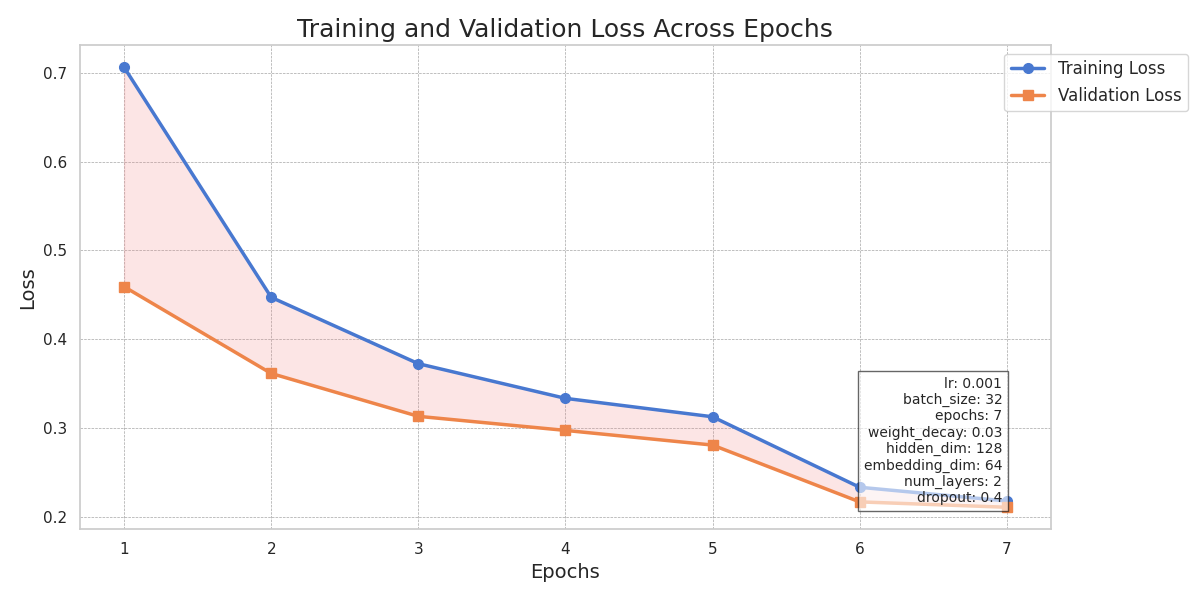 Training and Validation Loss Across Epochs
Training Loss
Validation Loss
Loss
0.7
0.6
0.5
0.4
0.3
0.2
lr: 0.001
batch_size: 32
epochs: 7
weight_decay: 0.03
hidden_dim: 128
embedding_dim: 64
num_layers: 2
dropout: 0.4
1 2 3 4 5 6 7
Epochs